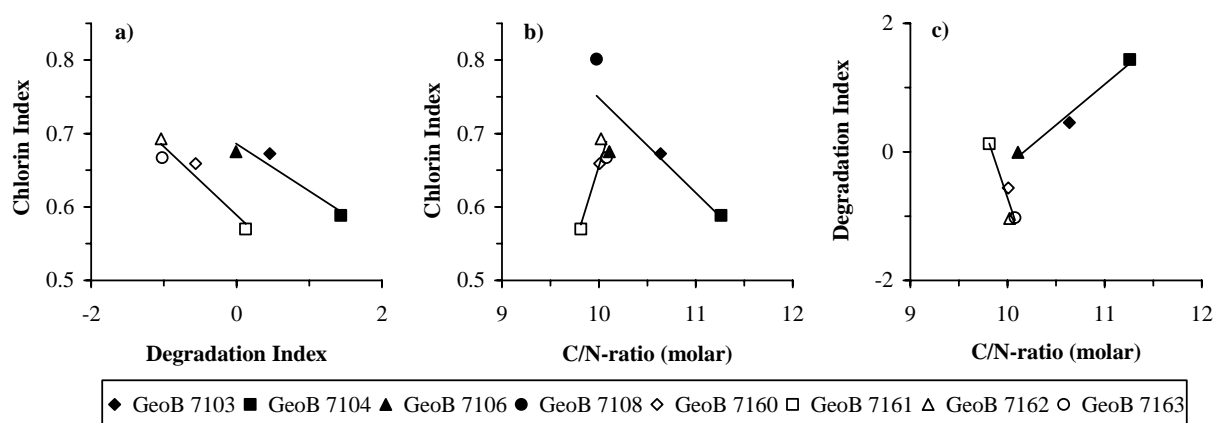 a)
Chlorin Index
0.8
0.7
0.6
0.5
-2 0 2
Degradation Index
b)
Chlorin Index
0.8
0.7
0.6
0.5
9 10 11 12
C/N-ratio (molar)
c)
Degradation Index
2
0
-2
9 10 11 12
C/N-ratio (molar)
GeoB 7103 GeoB 7104 GeoB 7106 GeoB 7108 GeoB 7160 GeoB 7161 GeoB 7162 GeoB 7163